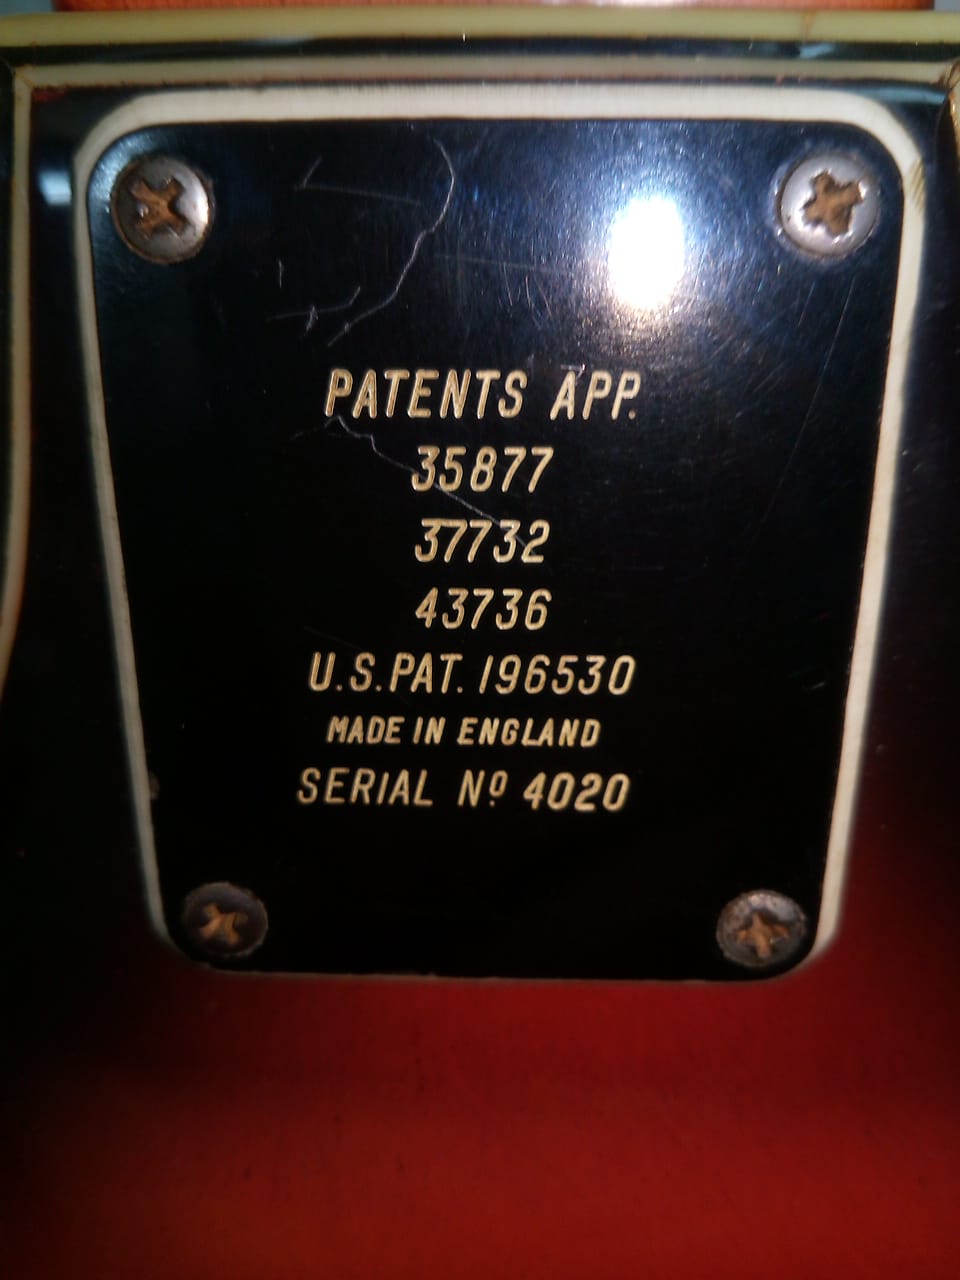 PATENTS APP.
35877
37732
43736
U.S.PAT. 196530
MADE IN ENGLAND
SERIAL Nº 4020